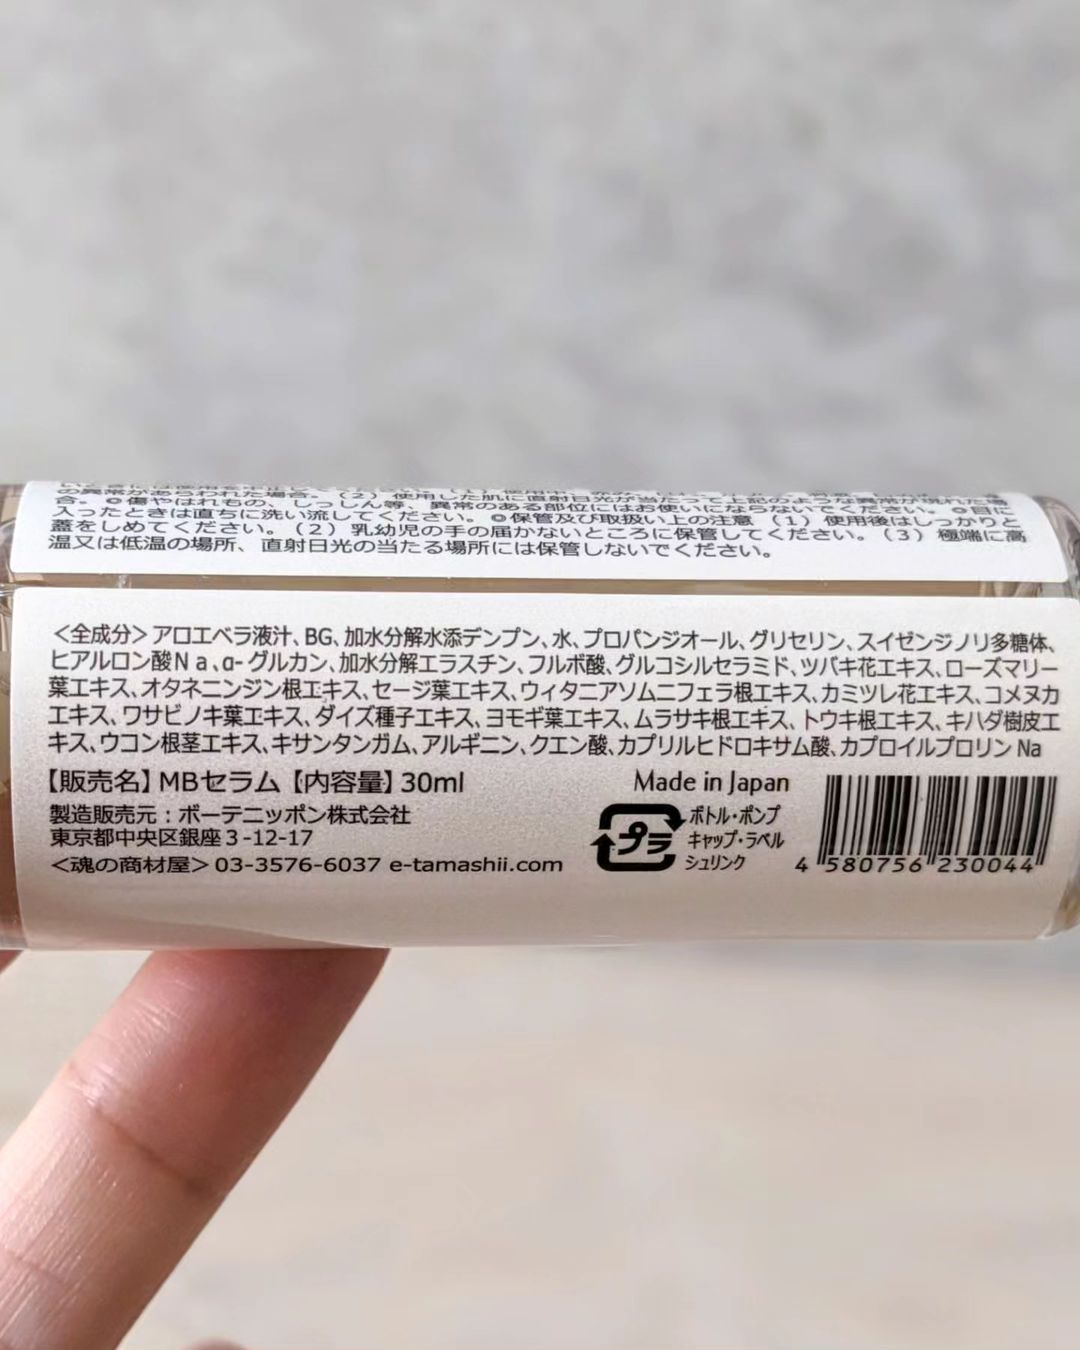 の異常があらわれた場合。（2）使用した肌に直射日光が当たって上記のような異常が現れた場
合。◎傷やはれもの、しっしん等、異常のある部位にはお使いにならないでください。◎目に
入ったときは直ちに洗い流してください。◎保管及び取扱い上の注意（1）使用後はしっかりと
蓋をしめてください。（2）乳幼児の手の届かないところに保管してください。（3）極端に高
温又は低温の場所、直射日光の当たる場所には保管しないでください。
＜全成分＞アロエベラ液汁、BG、加水分解水添デンプン、水、プロパンジオール、グリセリン、スイゼンジノリ多糖体、
ヒアルロン酸Ｎａ、α-グルカン、加水分解エラスチン、フルボ酸、グルコシルセラミド、ツバキ花エキス、ローズマリー
葉エキス、オタネニンジン根エキス、セージ葉エキス、ウィタニアソムニフェラ根エキス、カミツレ花エキス、コメヌカ
エキス、ワサビノキ葉エキス、ダイズ種子エキス、ヨモギ葉エキス、ムラサキ根エキス、トウキ根エキス、キハダ樹皮エ
キス、ウコン根茎エキス、キサンタンガム、アルギニン、クエン酸、カプリルヒドロキサム酸、カプロイルプロリンNa
【販売名】MBセラム【内容量】30ml
製造販売元：ボーテニッポン株式会社
東京都中央区銀座３-12-17
＜魂の商材屋＞03-3576-6037 e-tamashii.com
Made in Japan
プラ
ボトル・ポンプ
キャップ・ラベル
シュリンク
4 580756 230044